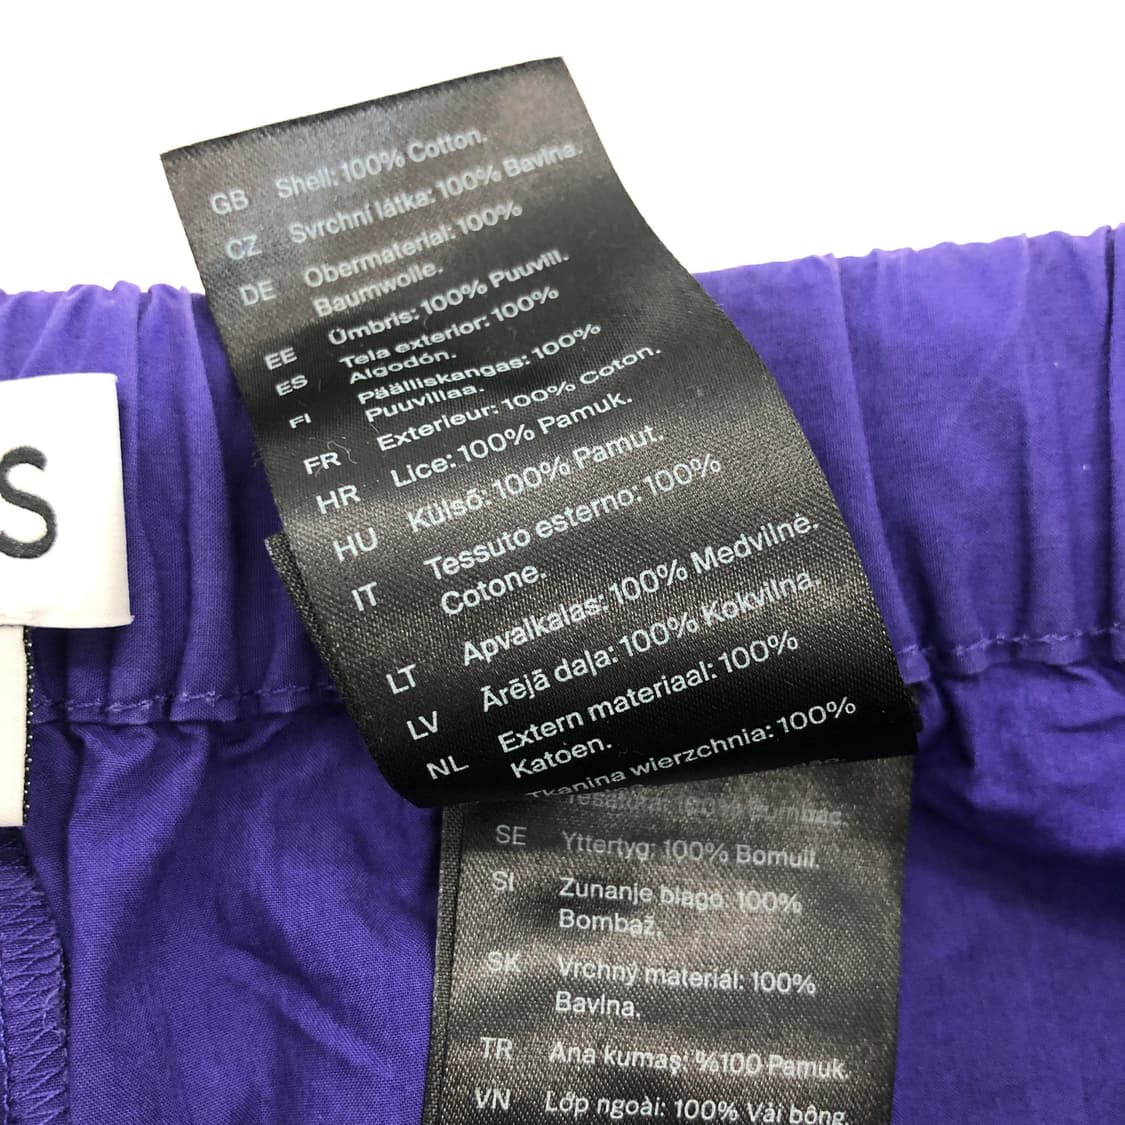 GB Shell: 100% Cotton.
CZ Svrchní látka: 100% Bavlna.
DE Obermaterial: 100%
Baumwolle.
EE Ümbris: 100% Puuvill.
ES Tela exterior: 100%
Algodón.
FI Päälliskangas: 100%
Puuvillaa.
FR Exterieur: 100% Coton.
HR Lice: 100% Pamuk.
HU Külső: 100% Pamut.
IT Tessuto esterno: 100%
Cotone.
LT Apvalkalas: 100% Medvilnė.
LV Ārējā daļa: 100% Kokvilna.
NL Extern materiaal: 100%
Katoen.
Tkanina wierzchnia: 100%
Tesatura: 100% Bumbac.
SE Yttertyg: 100% Bomull.
SI Zunanje blago: 100%
Bombaž.
SK Vrchný materiál: 100%
Bavlna.
TR Ana kumaş: %100 Pamuk.
VN Lớp ngoài: 100% Vải bông.
S